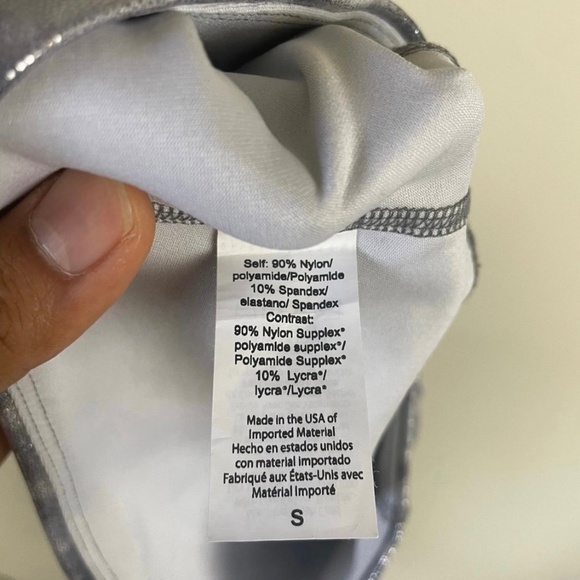 Self: 90% Nylon/
polyamide/Polyamide
10% Spandex/
elastano/ Spandex
Contrast:
90% Nylon Supplex®
polyamide supplex®/
Polyamide Supplex®
10% Lycra®/
lycra®/Lycra®
Made in the USA of
Imported Material
Hecho en estados unidos
con material importado
Fabriqué aux États-Unis avec
Matérial Importé
S